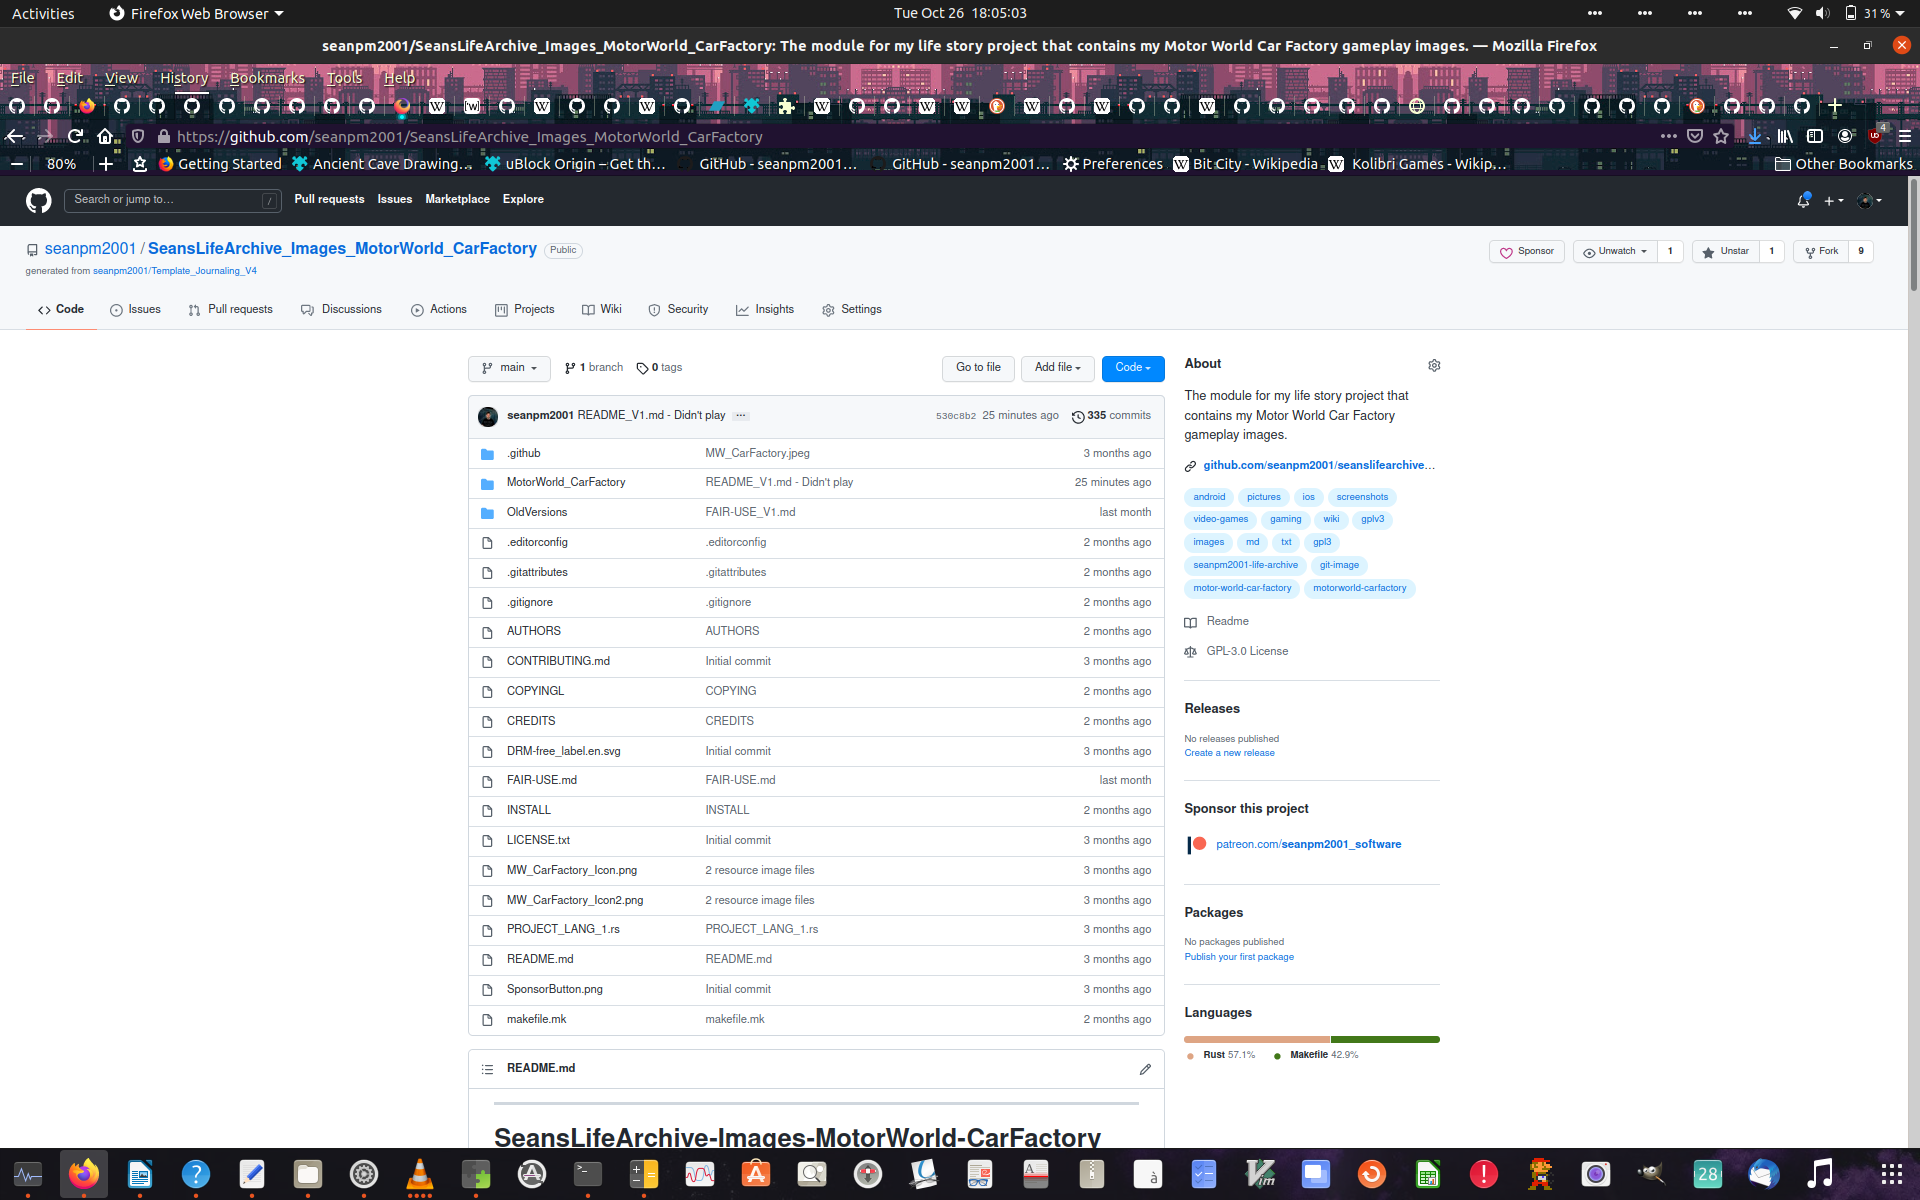 Activities Firefox Web Browser Tue Oct 26 18:05:03 31 %
seanpm2001/SeansLifeArchive_Images_MotorWorld_CarFactory: The module for my life story project that contains my Motor World Car Factory gameplay images. — Mozilla Firefox
File Edit View History Bookmarks Tools Help
https://github.com/seanpm2001/SeansLifeArchive_Images_MotorWorld_CarFactory 4
80% Getting Started Ancient Cave Drawing… uBlock Origin – Get th… GitHub - seanpm2001… GitHub - seanpm2001… Preferences Bit City - Wikipedia Kolibri Games - Wikip… Other Bookmarks
Search or jump to… / Pull requests Issues Marketplace Explore
seanpm2001 / SeansLifeArchive_Images_MotorWorld_CarFactory Public
Sponsor Unwatch 1 Unstar 1 Fork 9
generated from seanpm2001/Template_Journaling_V4
Code Issues Pull requests Discussions Actions Projects Wiki Security Insights Settings
main 1 branch 0 tags Go to file Add file Code
seanpm2001 README_V1.md - Didn't play ... 530c8b2 25 minutes ago 335 commits
.github MW_CarFactory.jpeg 3 months ago
MotorWorld_CarFactory README_V1.md - Didn't play 25 minutes ago
OldVersions FAIR-USE_V1.md last month
.editorconfig .editorconfig 2 months ago
.gitattributes .gitattributes 2 months ago
.gitignore .gitignore 2 months ago
AUTHORS AUTHORS 2 months ago
CONTRIBUTING.md Initial commit 3 months ago
COPYINGL COPYING 2 months ago
CREDITS CREDITS 2 months ago
DRM-free_label.en.svg Initial commit 3 months ago
FAIR-USE.md FAIR-USE.md last month
INSTALL INSTALL 2 months ago
LICENSE.txt Initial commit 3 months ago
MW_CarFactory_Icon.png 2 resource image files 3 months ago
MW_CarFactory_Icon2.png 2 resource image files 3 months ago
PROJECT_LANG_1.rs PROJECT_LANG_1.rs 3 months ago
README.md README.md 3 months ago
SponsorButton.png Initial commit 3 months ago
makefile.mk makefile.mk 2 months ago
README.md
SeansLifeArchive-Images-MotorWorld-CarFactory
About
The module for my life story project that
contains my Motor World Car Factory
gameplay images.
github.com/seanpm2001/seanslifearchive…
android pictures ios screenshots
video-games gaming wiki gplv3
images md txt gpl3
seanpm2001-life-archive git-image
motor-world-car-factory motorworld-carfactory
Readme
GPL-3.0 License
Releases
No releases published
Create a new release
Sponsor this project
patreon.com/seanpm2001_software
Packages
No packages published
Publish your first package
Languages
Rust 57.1% Makefile 42.9%
28